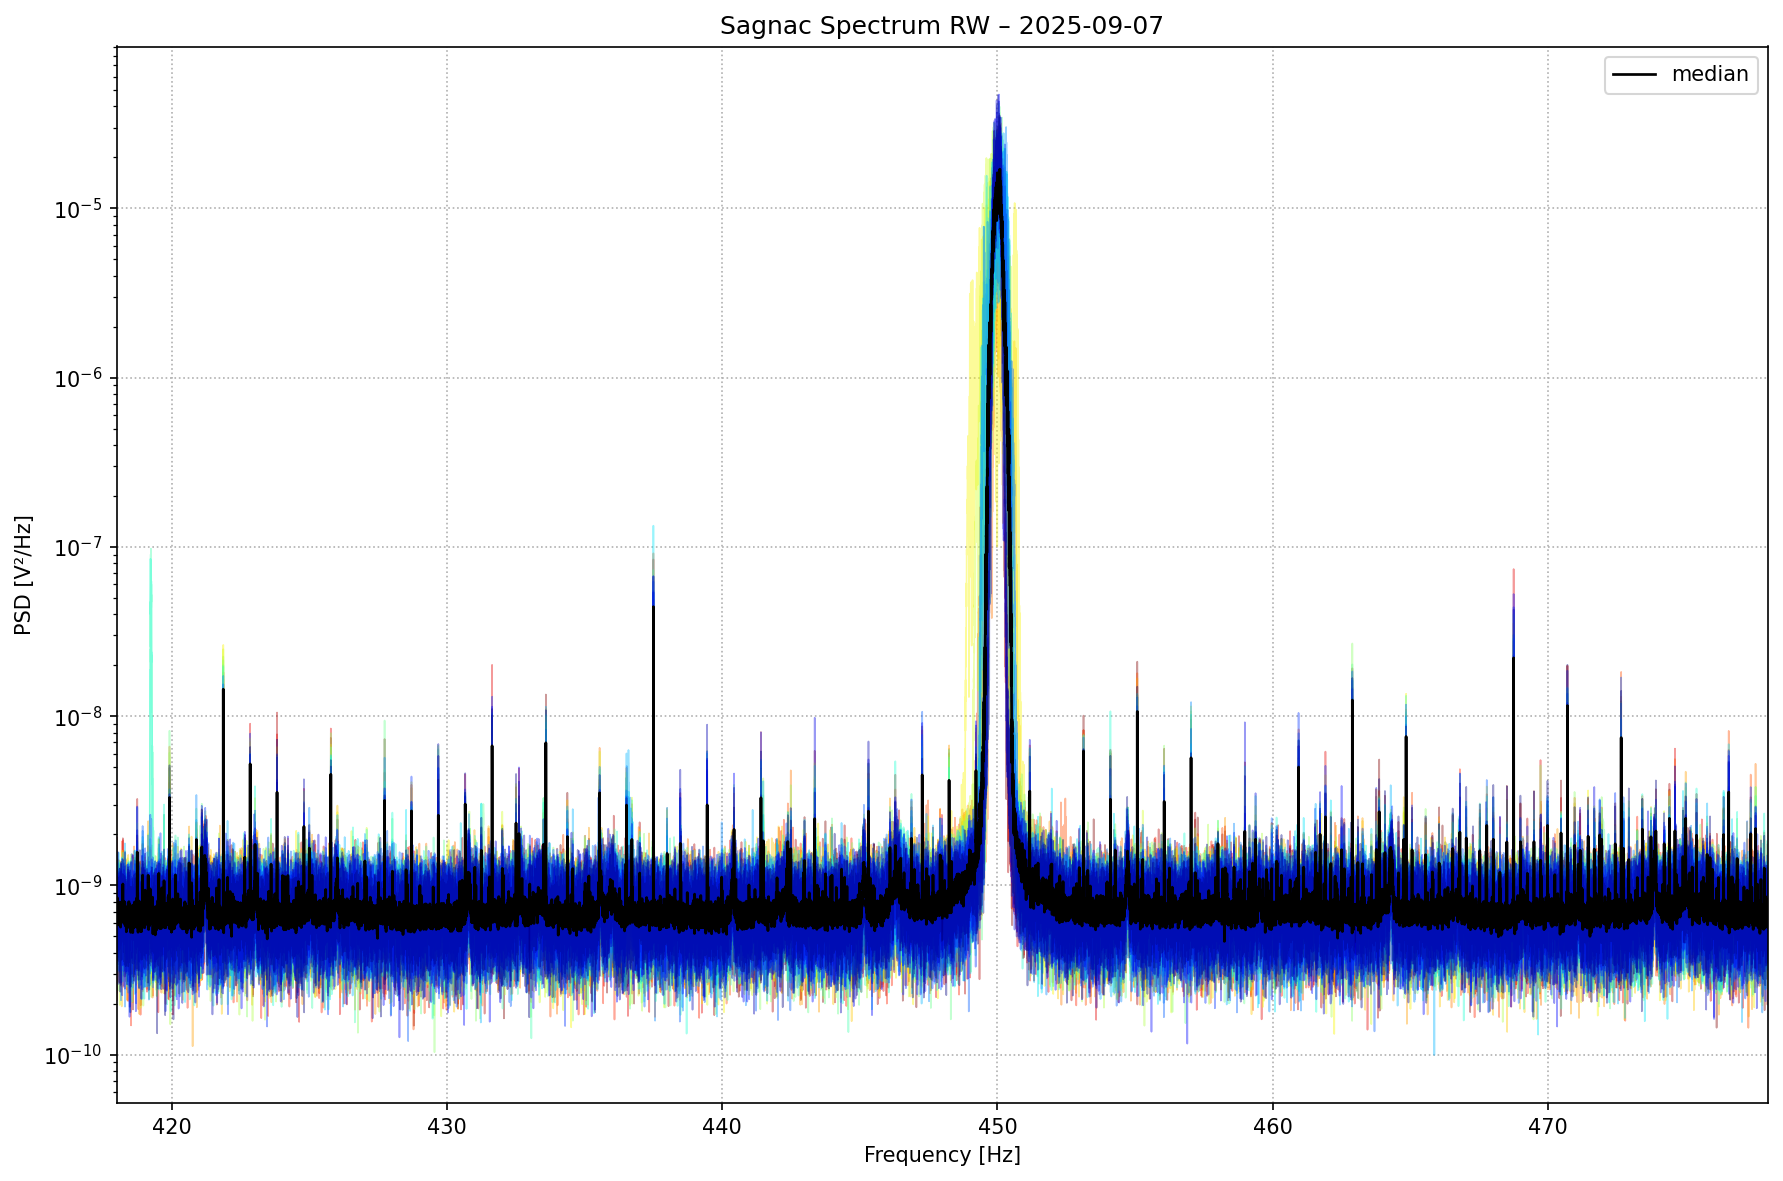 Sagnac Spectrum RW – 2025-09-07
median
PSD [V²/Hz]
10⁻⁵
10⁻⁶
10⁻⁷
10⁻⁸
10⁻⁹
10⁻¹⁰
420 430 440 450 460 470
Frequency [Hz]